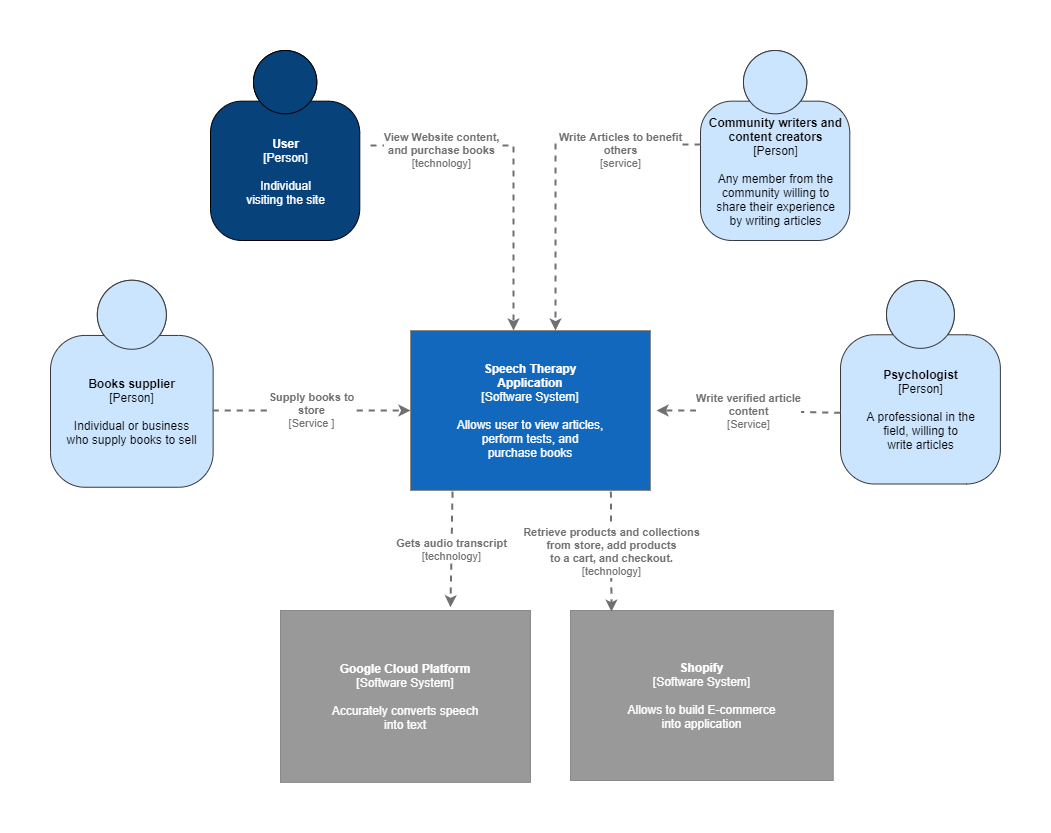 User
[Person]
Individual
visiting the site
View Website content,
and purchase books
[technology]
Write Articles to benefit
others
[service]
Community writers and
content creators
[Person]
Any member from the
community willing to
share their experience
by writing articles
Books supplier
[Person]
Individual or business
who supply books to sell
Supply books to
store
[Service ]
Speech Therapy
Application
[Software System]
Allows user to view articles,
perform tests, and
purchase books
Write verified article
content
[Service]
Psychologist
[Person]
A professional in the
field, willing to
write articles
Gets audio transcript
[technology]
Retrieve products and collections
from store, add products
to a cart, and checkout.
[technology]
Google Cloud Platform
[Software System]
Accurately converts speech
into text
Shopify
[Software System]
Allows to build E-commerce
into application